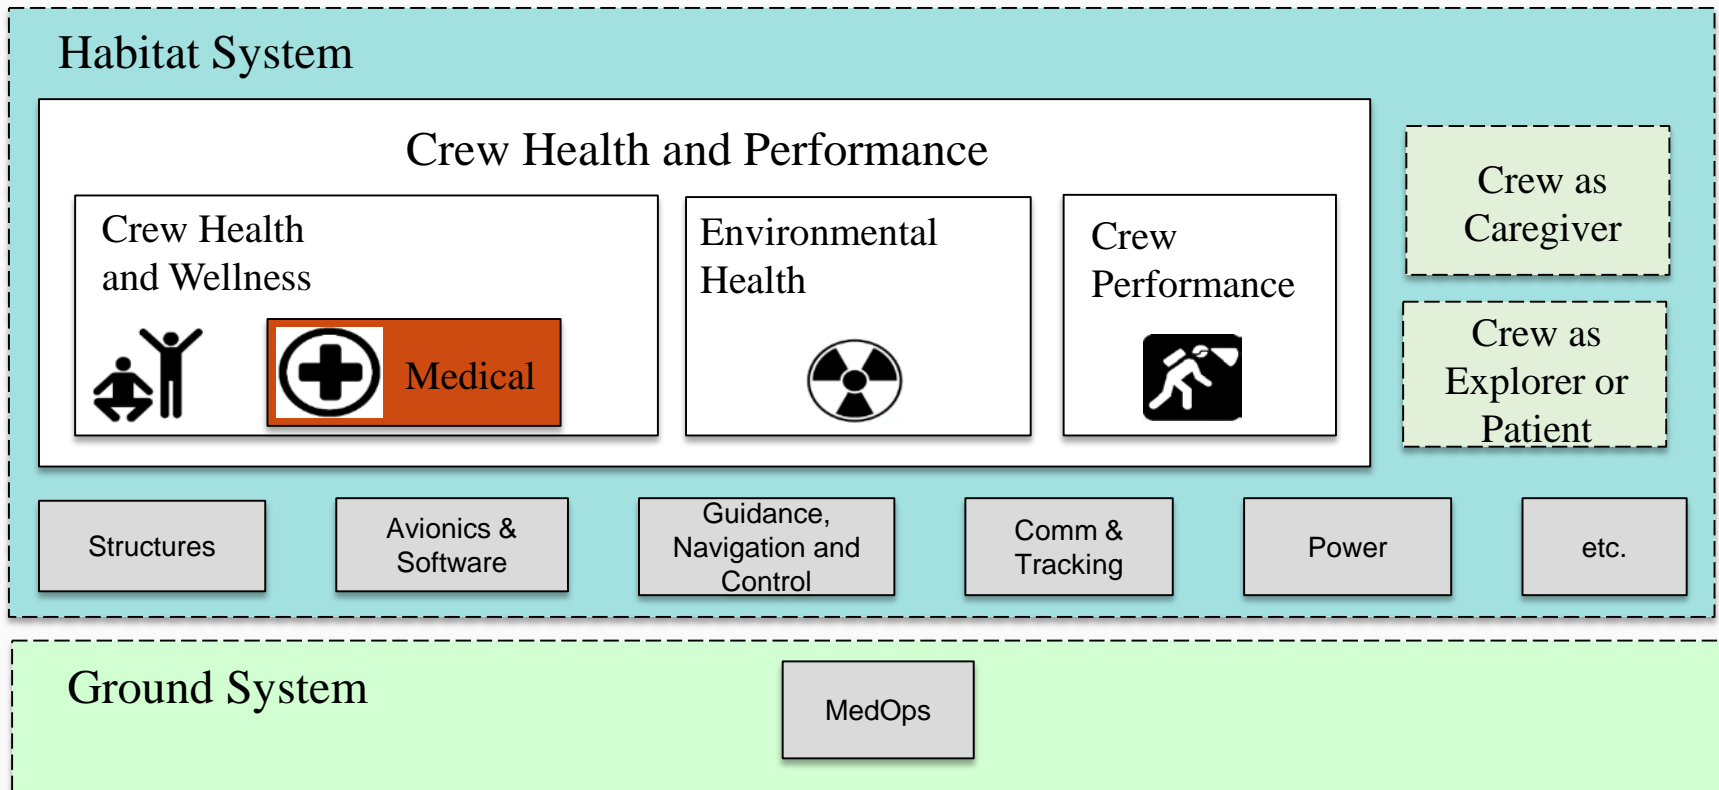 Habitat System
Crew Health and Performance
Crew Health
and Wellness
Medical
Environmental
Health
Crew
Performance
Crew as
Caregiver
Crew as
Explorer or
Patient
Structures
Avionics &
Software
Guidance,
Navigation and
Control
Comm &
Tracking
Power
etc.
Ground System
MedOps